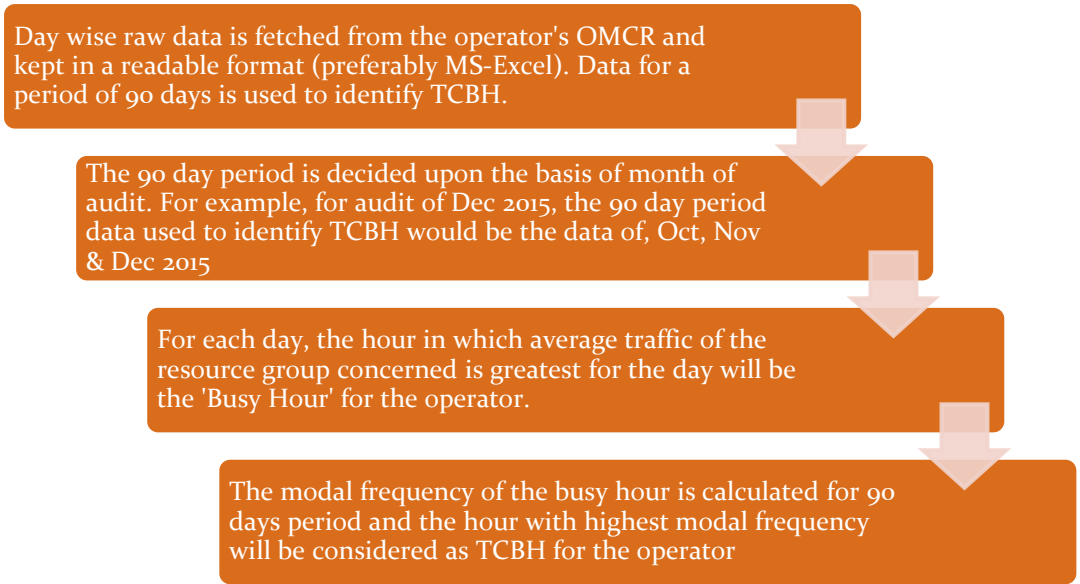 Day wise raw data is fetched from the operator's OMCR and
kept in a readable format (preferably MS-Excel). Data for a
period of 90 days is used to identify TCBH.
The 90 day period is decided upon the basis of month of
audit. For example, for audit of Dec 2015, the 90 day period
data used to identify TCBH would be the data of, Oct, Nov
& Dec 2015
For each day, the hour in which average traffic of the
resource group concerned is greatest for the day will be
the 'Busy Hour' for the operator.
The modal frequency of the busy hour is calculated for 90
days period and the hour with highest modal frequency
will be considered as TCBH for the operator